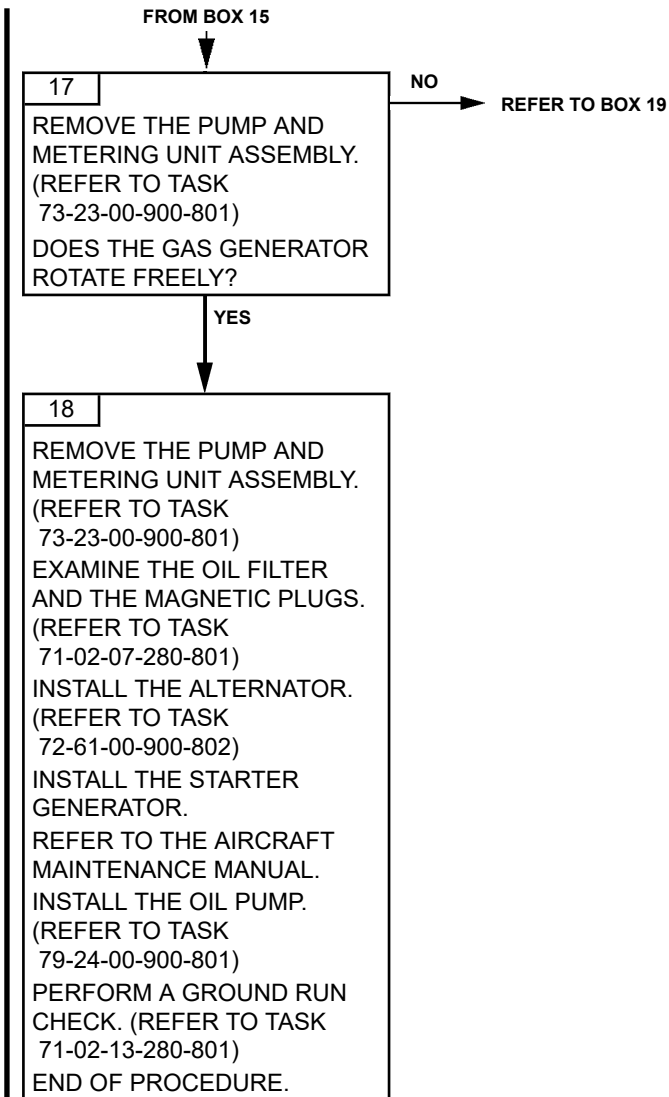 FROM BOX 15
17
REMOVE THE PUMP AND
METERING UNIT ASSEMBLY.
(REFER TO TASK
73-23-00-900-801)
DOES THE GAS GENERATOR
ROTATE FREELY?
NO
REFER TO BOX 19
YES
18
REMOVE THE PUMP AND
METERING UNIT ASSEMBLY.
(REFER TO TASK
73-23-00-900-801)
EXAMINE THE OIL FILTER
AND THE MAGNETIC PLUGS.
(REFER TO TASK
71-02-07-280-801)
INSTALL THE ALTERNATOR.
(REFER TO TASK
72-61-00-900-802)
INSTALL THE STARTER
GENERATOR.
REFER TO THE AIRCRAFT
MAINTENANCE MANUAL.
INSTALL THE OIL PUMP.
(REFER TO TASK
79-24-00-900-801)
PERFORM A GROUND RUN
CHECK. (REFER TO TASK
71-02-13-280-801)
END OF PROCEDURE.